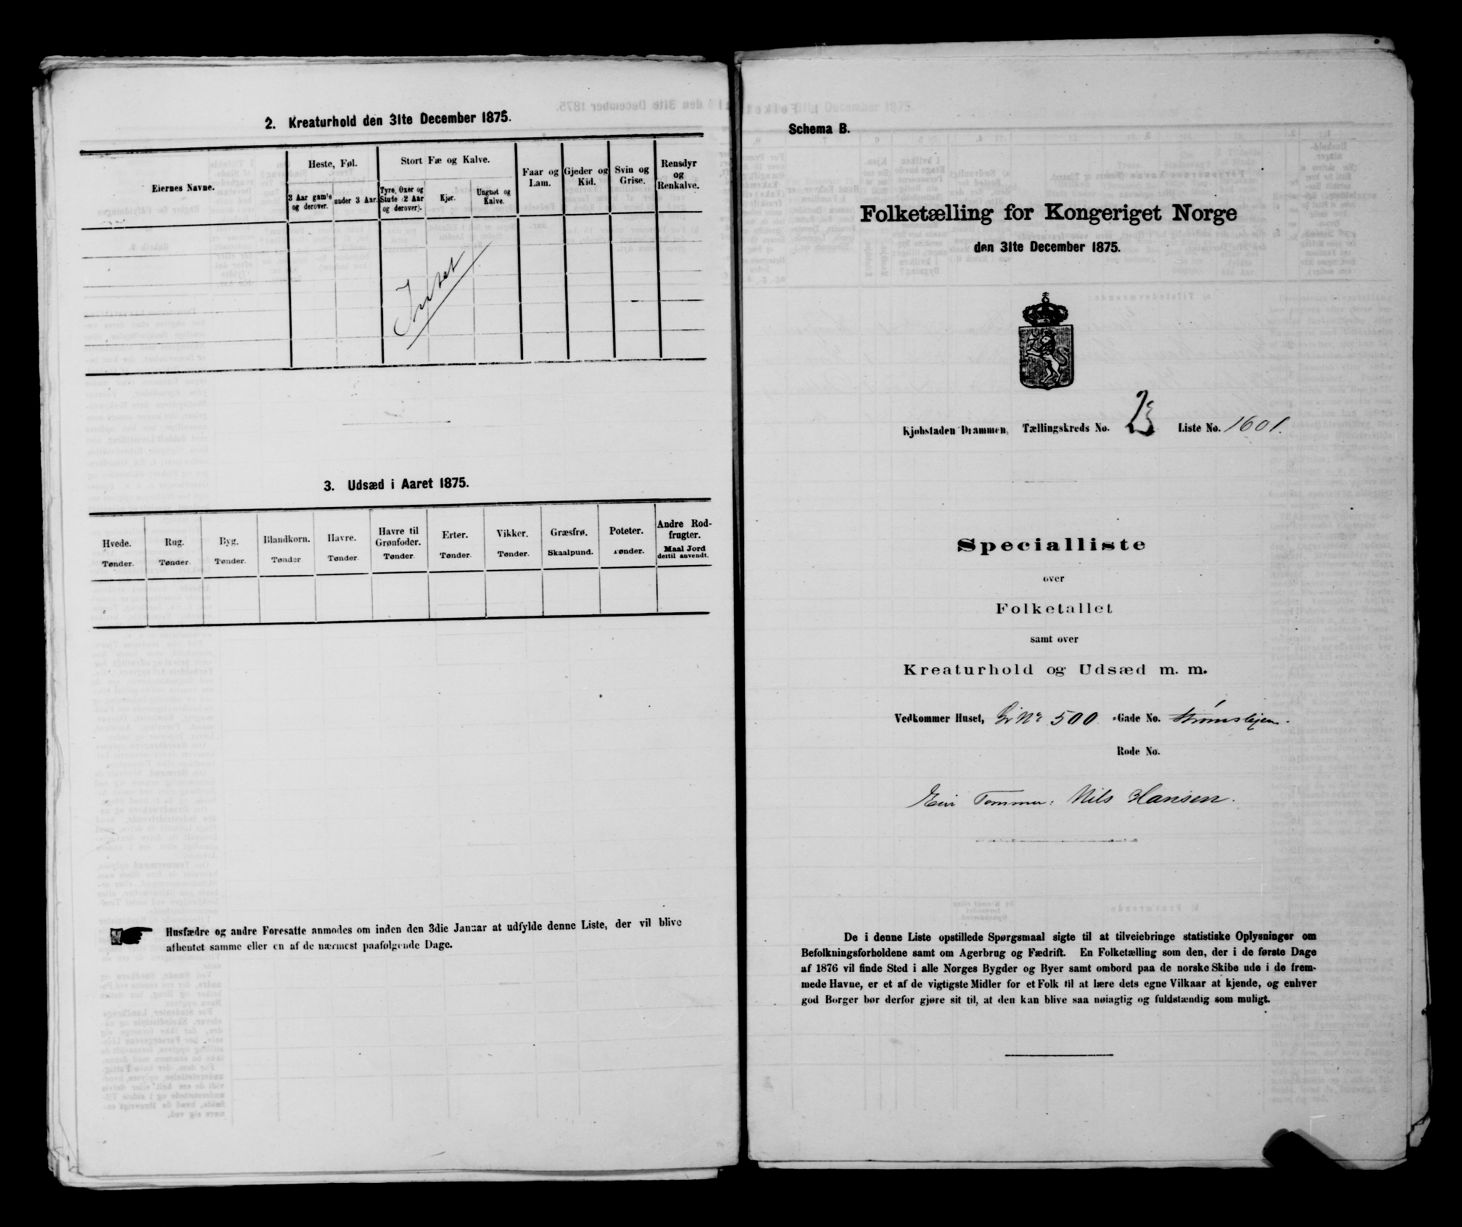 2. Kreaturhold den 31te December 1875.
Eiernes Navne.
Heste, Føl.
3 Aar gamle og derover.
under 3 Aar.
Stort Fæ og Kalve.
Tyre, Oxer og Stude (2 Aar og derover).
Kjør.
Ungnøt og Kalve.
Faar og Lam.
Gjeder og Kid.
Svin og Grise.
Rensdyr og Renkalve.
Intet
3. Udsæd i Aaret 1875.
Hvede. Tønder.
Rug. Tønder.
Byg. Tønder.
Blandkorn. Tønder
Havre. Tønder.
Havre til Grønfoder. Tønder.
Erter. Tønder.
Vikker. Tønder.
Græsfrø. Skaalpund.
Poteter. Tønder.
Andre Rodfrugter. Maal Jord dertil anvendt.
Husfædre og andre Foresatte anmodes om inden den 3die Januar at udfylde denne Liste, der vil blive
afhentet samme eller en af de nærmest paafølgende Dage.
Schema B.
Folketælling for Kongeriget Norge
den 31te December 1875.
Kjøbstaden Drammen, Tællingskreds No. Liste No. 1601.
Specialliste
over
Folketallet
samt over
Kreaturhold og Udsæd m. m.
Vedkommer Huset, Gr No 500 Gade No.
Rode No.
Nils Hansen.
De i denne Liste opstillede Spørgsmaal sigte til at tilveiebringe statistiske Oplysninger om
Befolkningsforholdene samt om Agerbrug og Fædrift. En Folketælling som den, der i de første Dage
af 1876 vil finde Sted i alle Norges Bygder og Byer samt ombord paa de norske Skibe ude i de frem-
mede Havne, er et af de vigtigste Midler for et Folk til at lære dets egne Vilkaar at kjende, og enhver
god Borger bør derfor gjøre sit til, at den kan blive saa nøiagtig og fuldstændig som muligt.